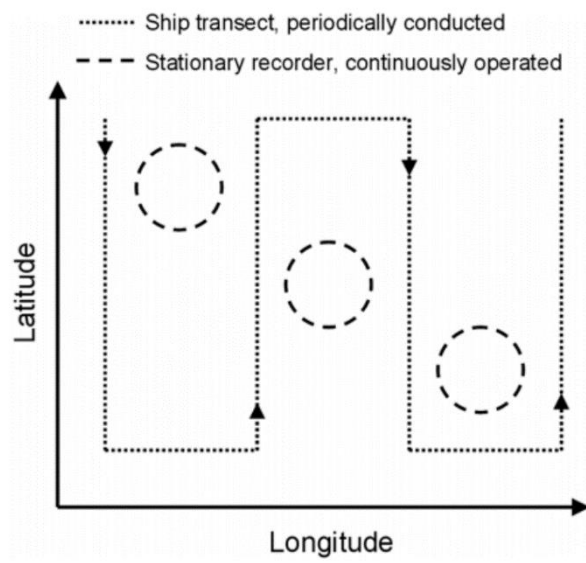 Ship transect, periodically conducted
Stationary recorder, continuously operated
Latitude
Longitude